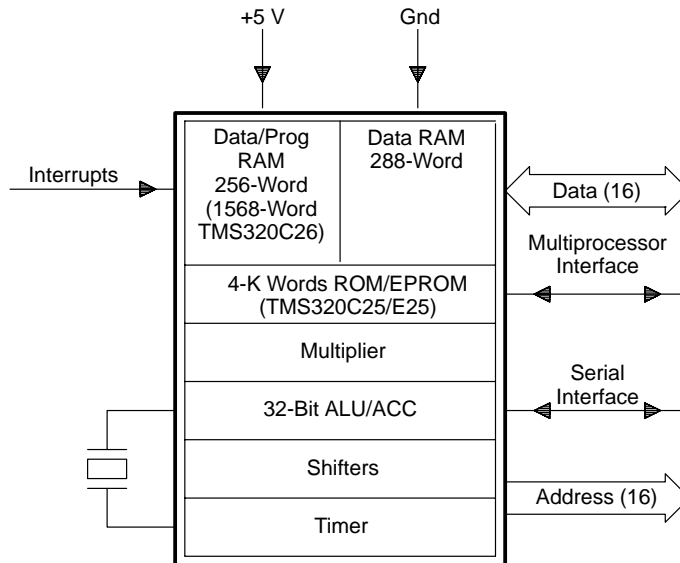 +5 V
Gnd
Interrupts
Data/Prog
RAM
256-Word
(1568-Word
TMS320C26)
Data RAM
288-Word
Data (16)
Multiprocessor
Interface
4-K Words ROM/EPROM
(TMS320C25/E25)
Multiplier
32-Bit ALU/ACC
Serial
Interface
Shifters
Address (16)
Timer